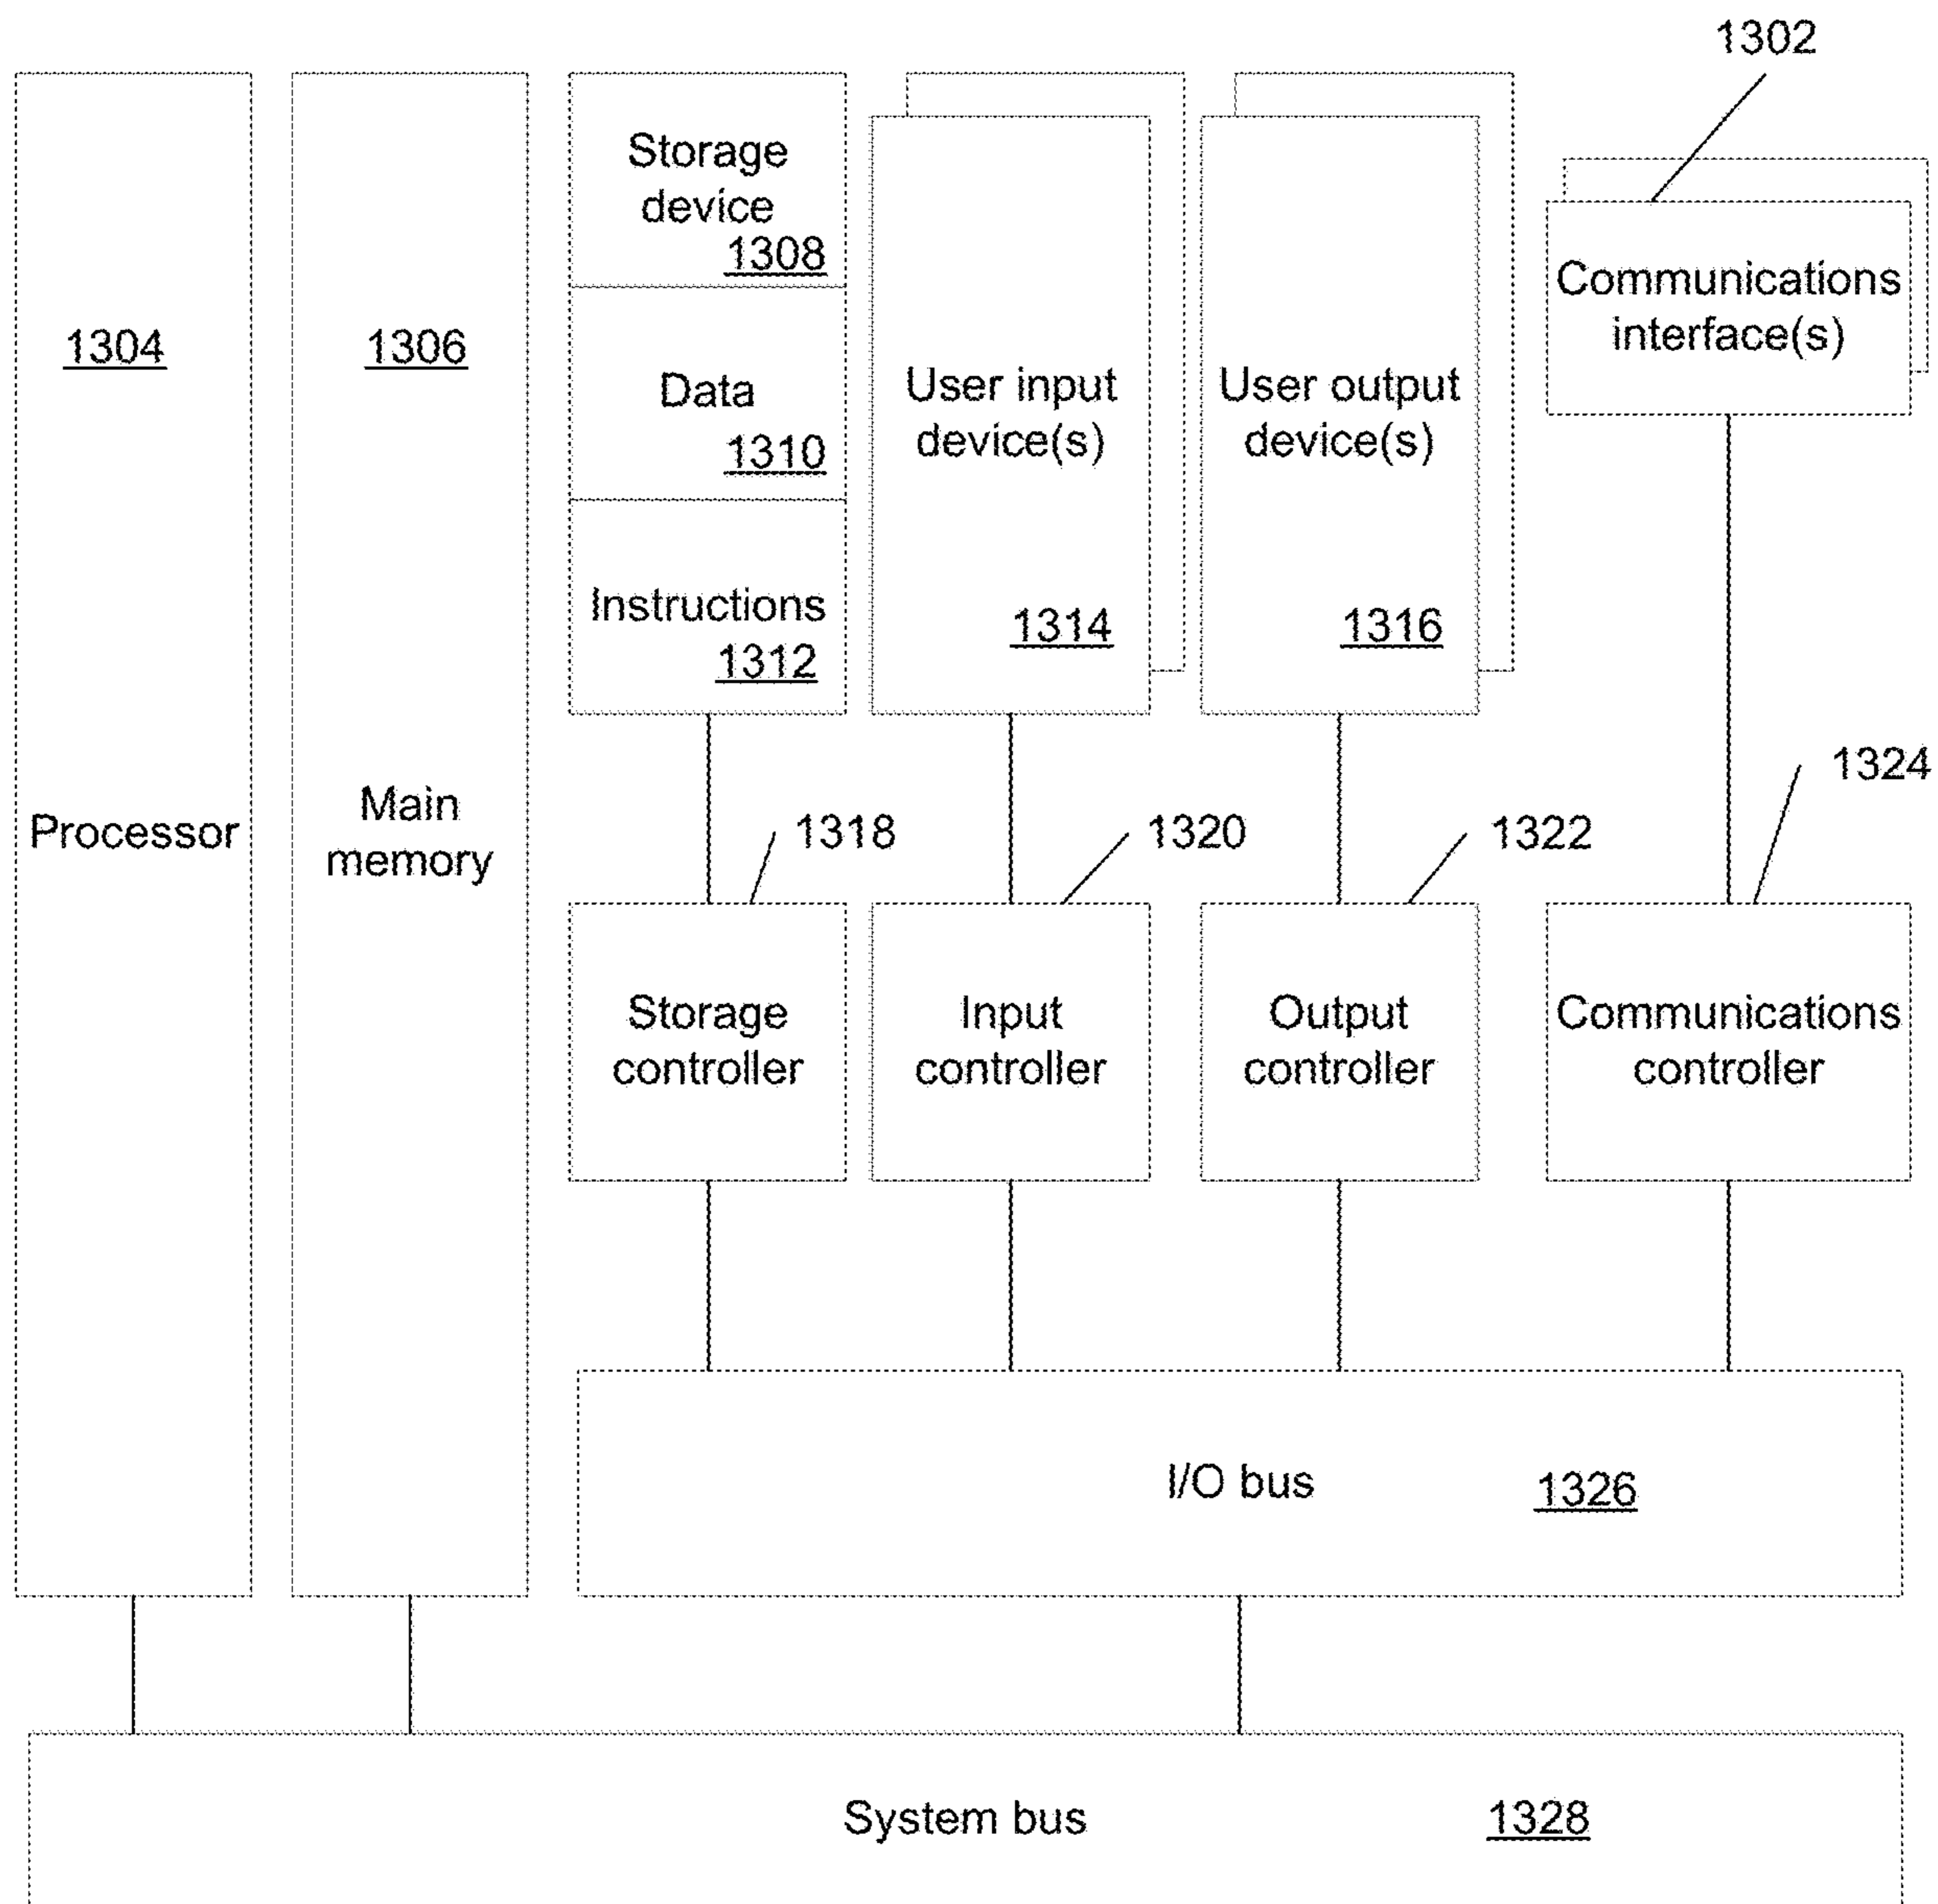 1302
Storage
device
1308
Communications
interface(s)
1304
1306
Data
1310
User input
device(s)
User output
device(s)
Instructions
1312
1314
1316
1324
Processor
Main
memory
1318
1320
1322
Storage
controller
Input
controller
Output
controller
Communications
controller
I/O bus
1326
System bus
1328